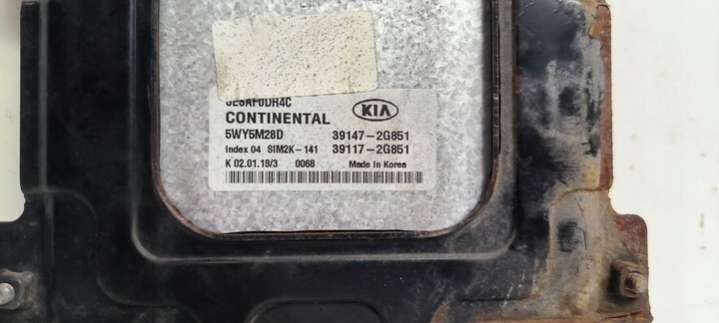 CONTINENTAL KIA
5WY5M28D 39147-2G851
Index 04 SIM2K-141 39117-2G851
K 02.01.19/3 0068 Made in Korea